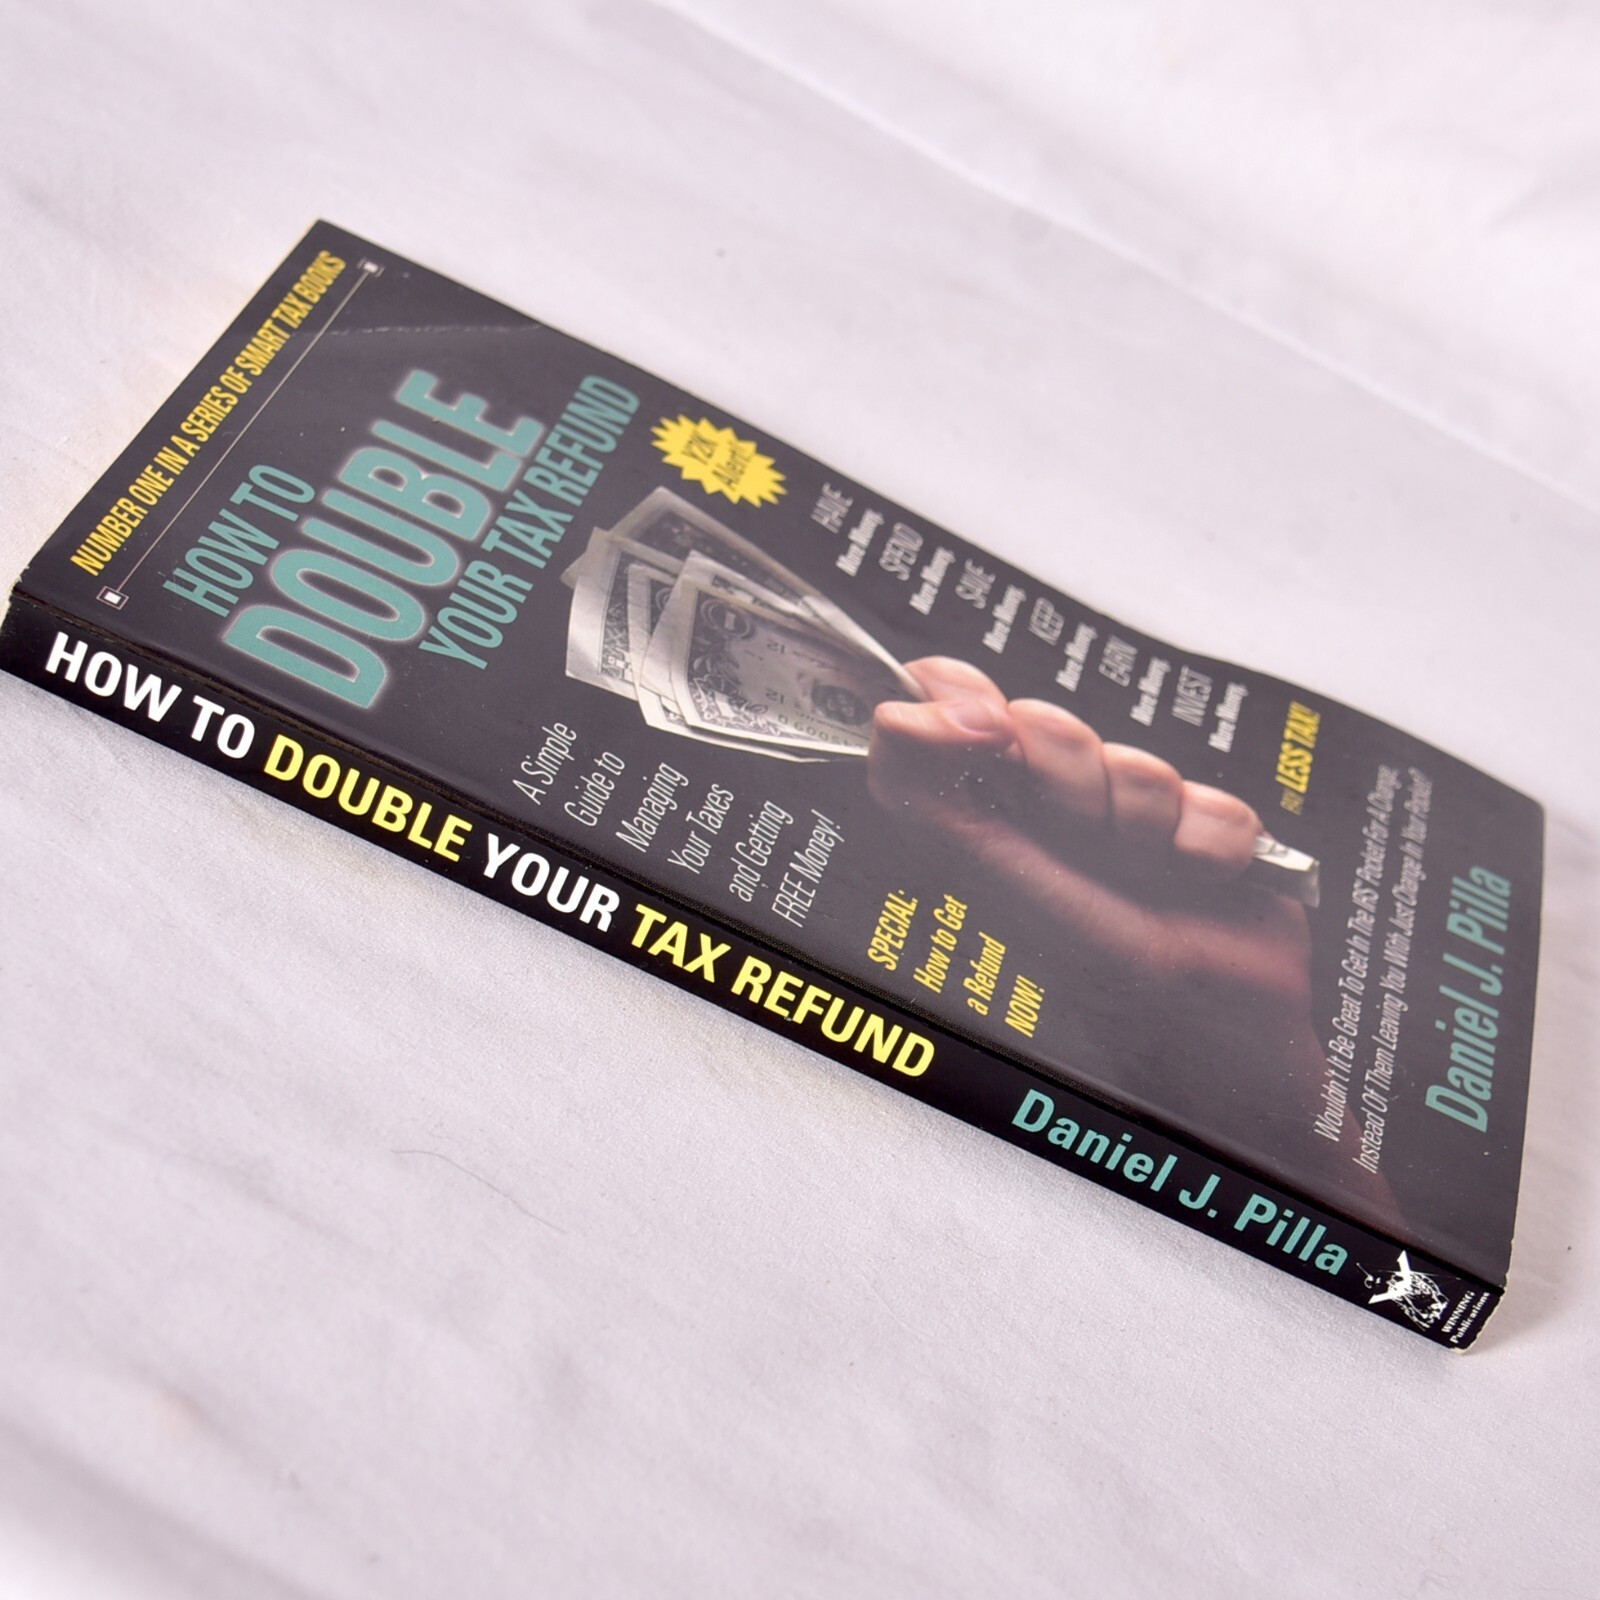 NUMBER ONE IN A SERIES OF SMART TAX BOOKS
HOW TO
DOUBLE
YOUR TAX REFUND
Y2K
Alert!
HAVE
More Money.
SPEND
More Money.
SAVE
More Money.
KEEP
More Money.
EARN
More Money.
INVEST
More Money.
PAY LESS TAX!
A Simple
Guide to
Managing
Your Taxes
and Getting
FREE Money!
SPECIAL:
How to Get
a Refund
NOW!
Wouldn't It Be Great To Get In The IRS' Pocket For A Change,
Instead Of Them Leaving You With Just Change In Your Pocket?
Daniel J. Pilla
HOW TO DOUBLE YOUR TAX REFUND Daniel J. Pilla
WINNING
Publications